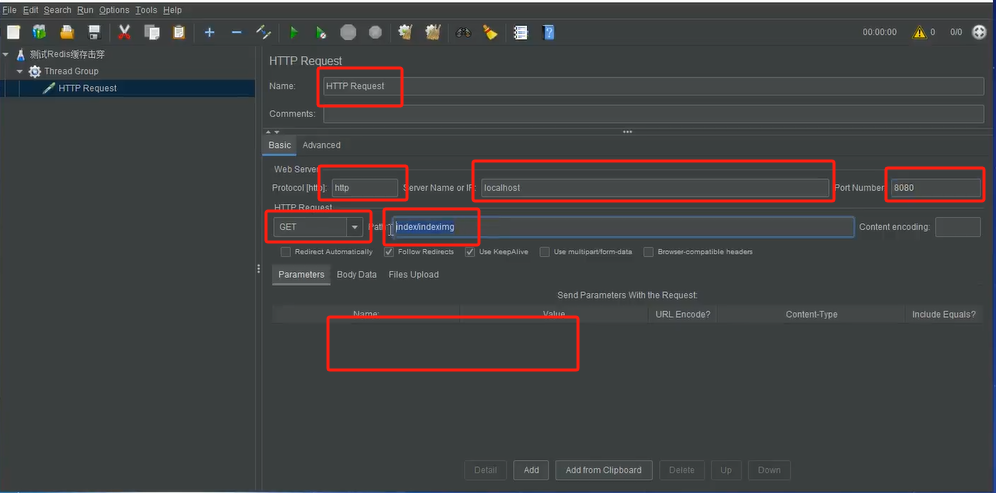 File Edit Search Run Options Tools Help
00:00:00 0 0/0
测试Redis缓存击穿
Thread Group
HTTP Request
HTTP Request
Name: HTTP Request
Comments:
Basic Advanced
Web Server
Protocol [http]: http Server Name or IP: localhost Port Number: 8080
HTTP Request
GET Path: index/indeximg Content encoding:
Redirect Automatically Follow Redirects Use KeepAlive Use multipart/form-data Browser-compatible headers
Parameters Body Data Files Upload
Send Parameters With the Request:
Name: Value URL Encode? Content-Type Include Equals?
Detail Add Add from Clipboard Delete Up Down